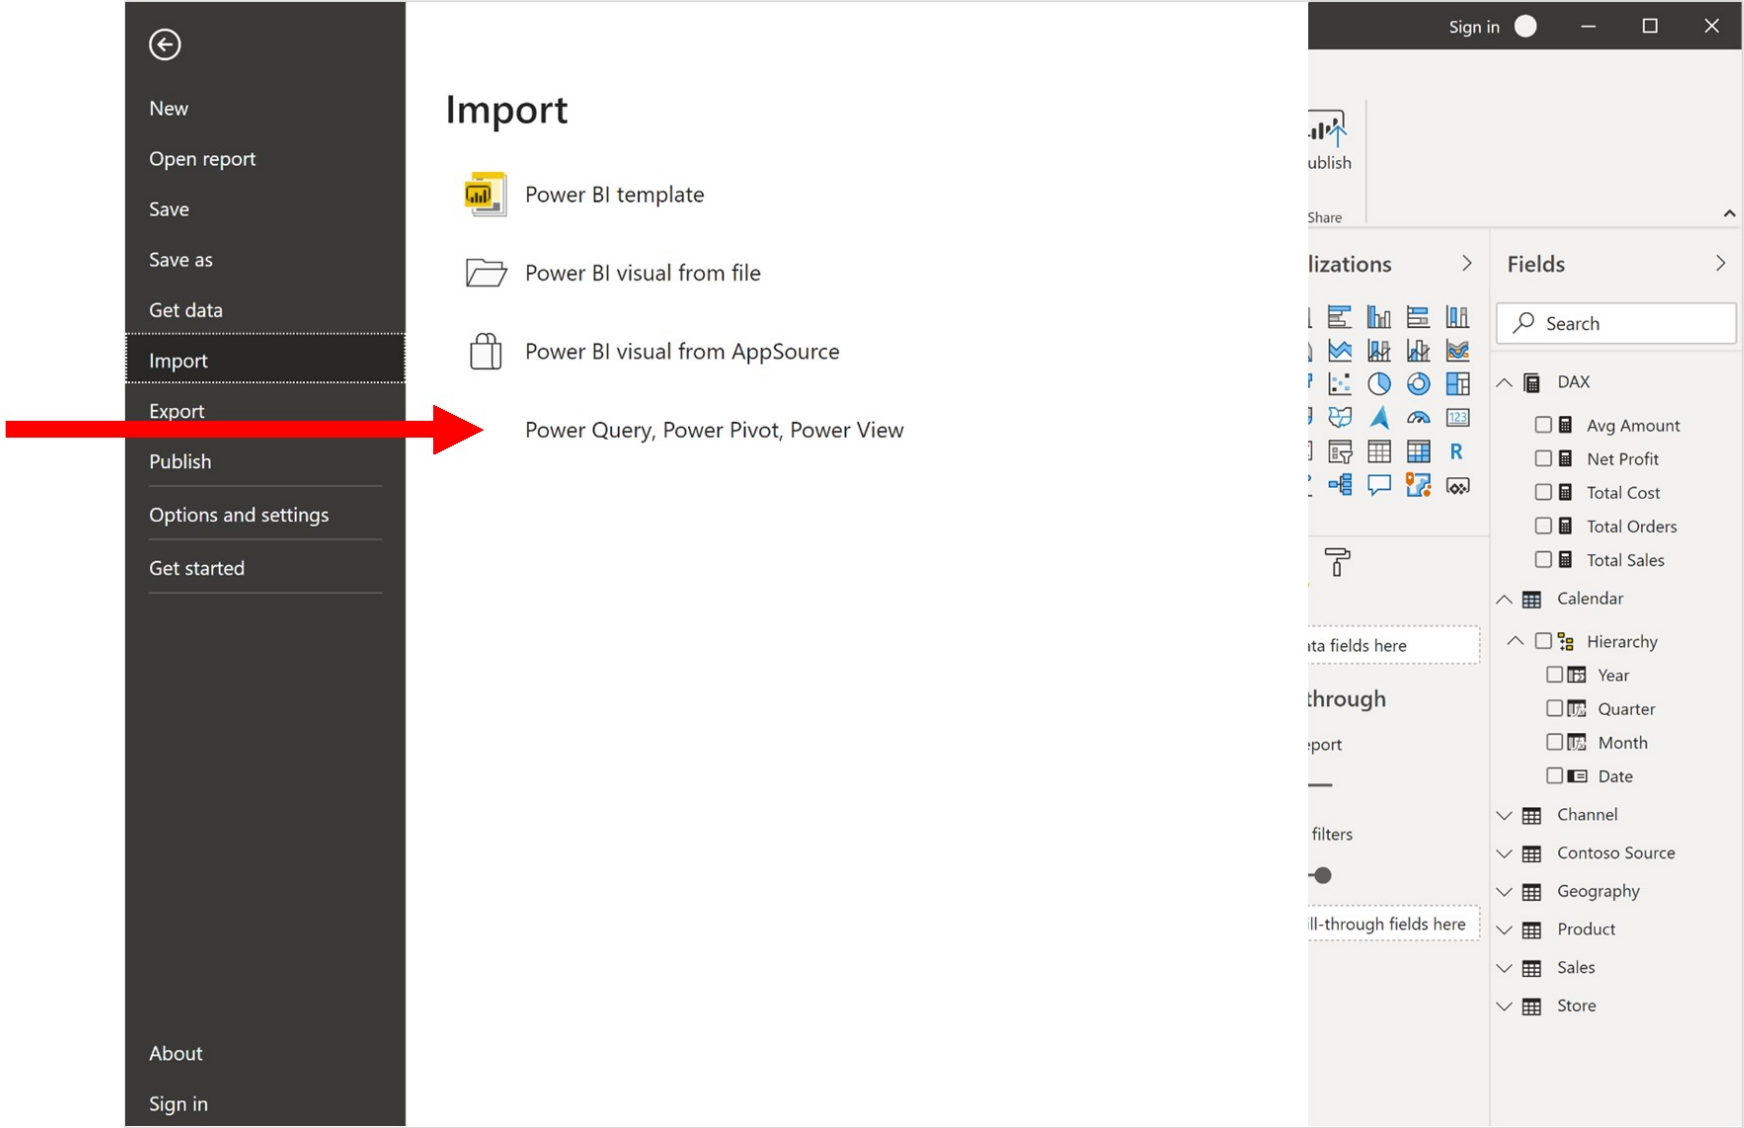 New
Open report
Save
Save as
Get data
Import
Export
Publish
Options and settings
Get started
About
Sign in
Import
Power BI template
Power BI visual from file
Power BI visual from AppSource
Power Query, Power Pivot, Power View
Sign in
ublish
Share
lizations
ata fields here
through
eport
filters
ill-through fields here
Fields
Search
DAX
Avg Amount
Net Profit
Total Cost
Total Orders
Total Sales
Calendar
Hierarchy
Year
Quarter
Month
Date
Channel
Contoso Source
Geography
Product
Sales
Store